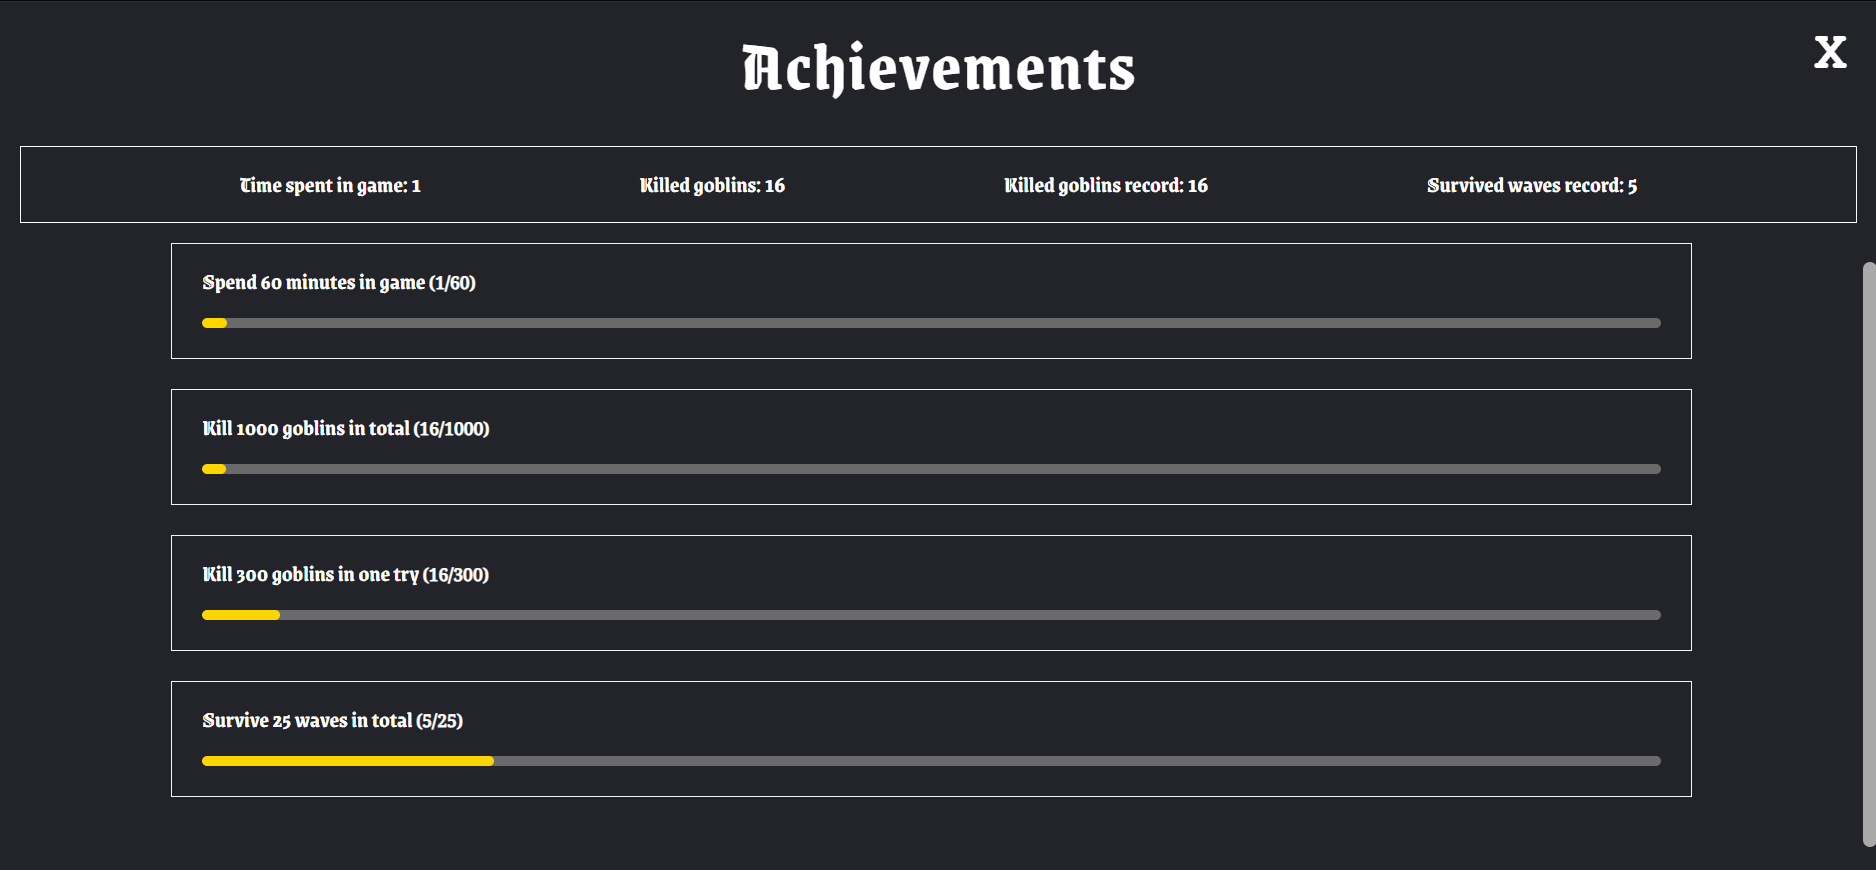 Achievements
X
Time spent in game: 1 Killed goblins: 16 Killed goblins record: 16 Survived waves record: 5
Spend 60 minutes in game (1/60)
Kill 1000 goblins in total (16/1000)
Kill 300 goblins in one try (16/300)
Survive 25 waves in total (5/25)